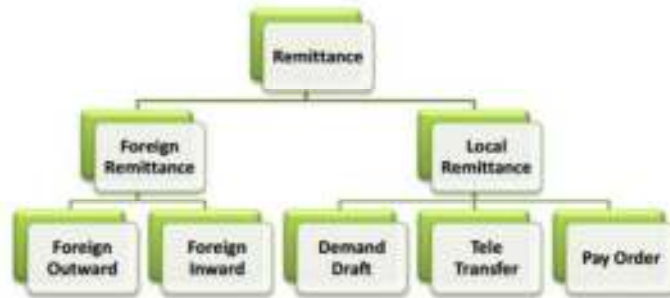 Remittance
Foreign
Remittance
Local
Remittance
Foreign
Outward
Foreign
Inward
Demand
Draft
Tele
Transfer
Pay Order